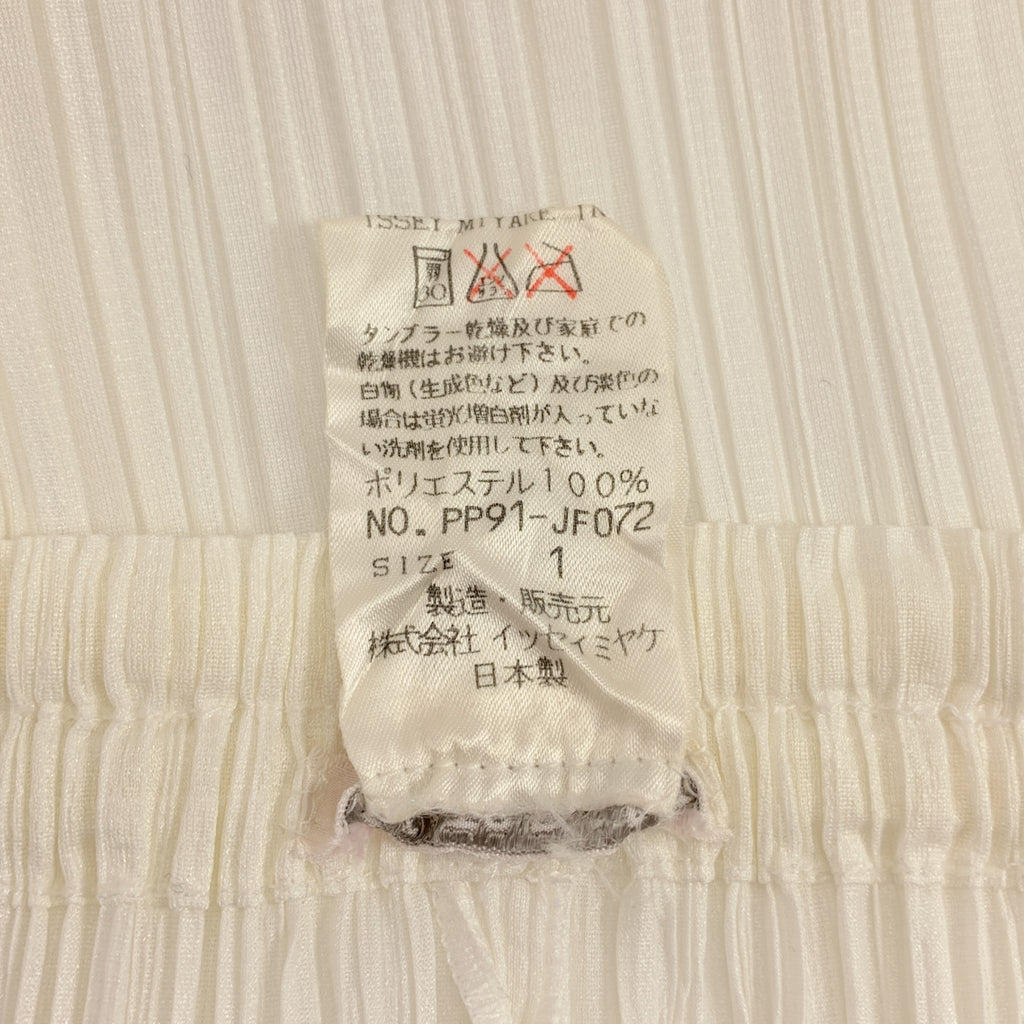 ISSEY MIYAKE
弱
30
タンブラー乾燥及び家庭での
乾燥機はお避け下さい。
白物（生成色など）及び淡色の
場合は蛍光増白剤が入っていな
い洗剤を使用して下さい。
ポリエステル100%
NO. PP91-JF072
SIZE 1
製造・販売元
株式会社 イッセイミヤケ
日本製